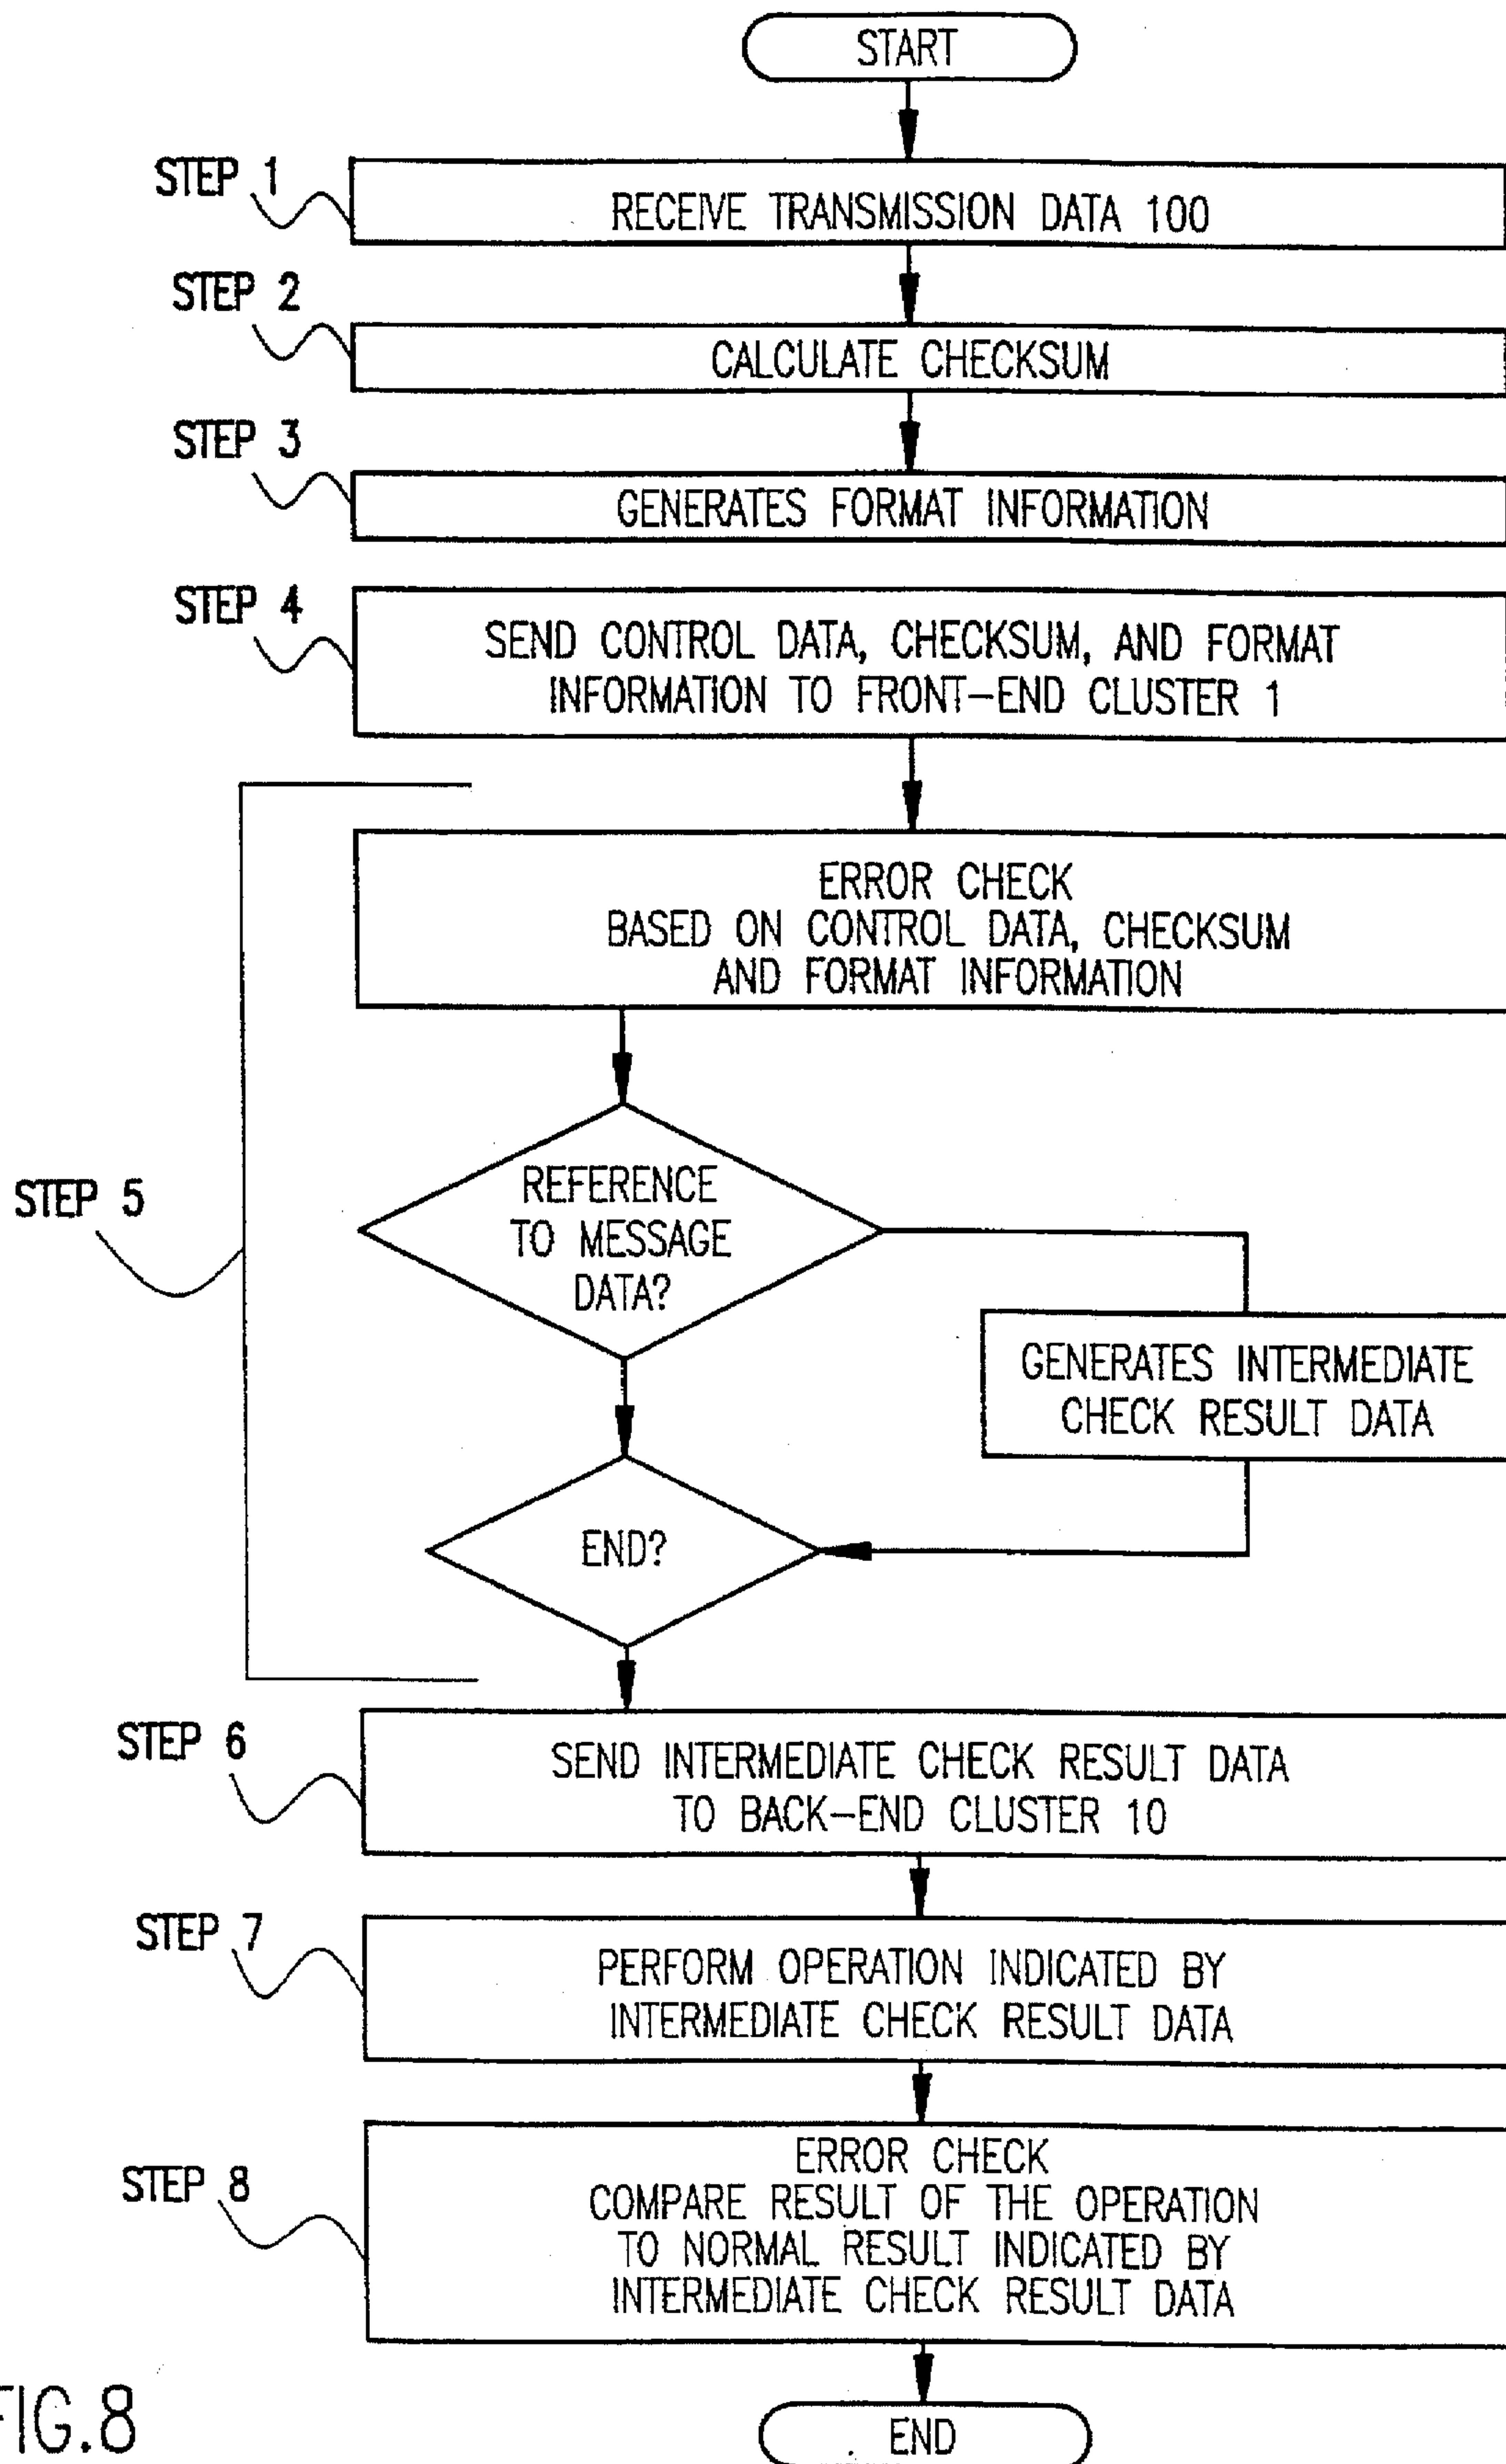 START
STEP 1
RECEIVE TRANSMISSION DATA 100
STEP 2
CALCULATE CHECKSUM
STEP 3
GENERATES FORMAT INFORMATION
STEP 4
SEND CONTROL DATA, CHECKSUM, AND FORMAT
INFORMATION TO FRONT-END CLUSTER 1
STEP 5
ERROR CHECK
BASED ON CONTROL DATA, CHECKSUM
AND FORMAT INFORMATION
REFERENCE
TO MESSAGE
DATA?
GENERATES INTERMEDIATE
CHECK RESULT DATA
END?
STEP 6
SEND INTERMEDIATE CHECK RESULT DATA
TO BACK-END CLUSTER 10
STEP 7
PERFORM OPERATION INDICATED BY
INTERMEDIATE CHECK RESULT DATA
STEP 8
ERROR CHECK
COMPARE RESULT OF THE OPERATION
TO NORMAL RESULT INDICATED BY
INTERMEDIATE CHECK RESULT DATA
END
FIG.8